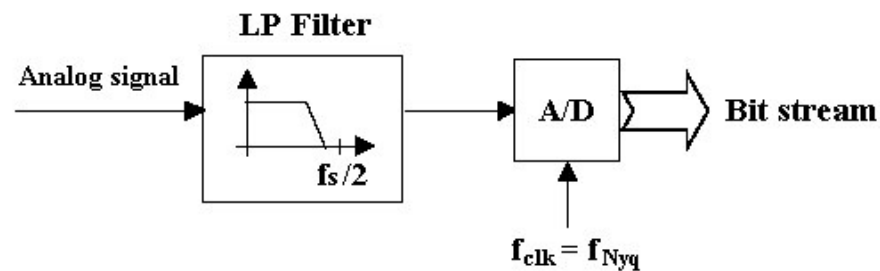 LP Filter
Analog signal
fs/2
A/D
Bit stream
fclk = fNyq